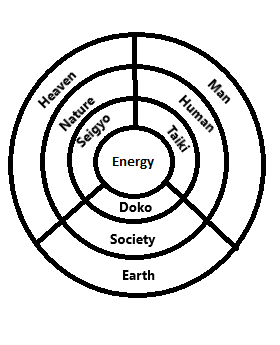 Heaven
Man
Nature
Human
Seigyo
Taiki
Energy
Doko
Society
Earth